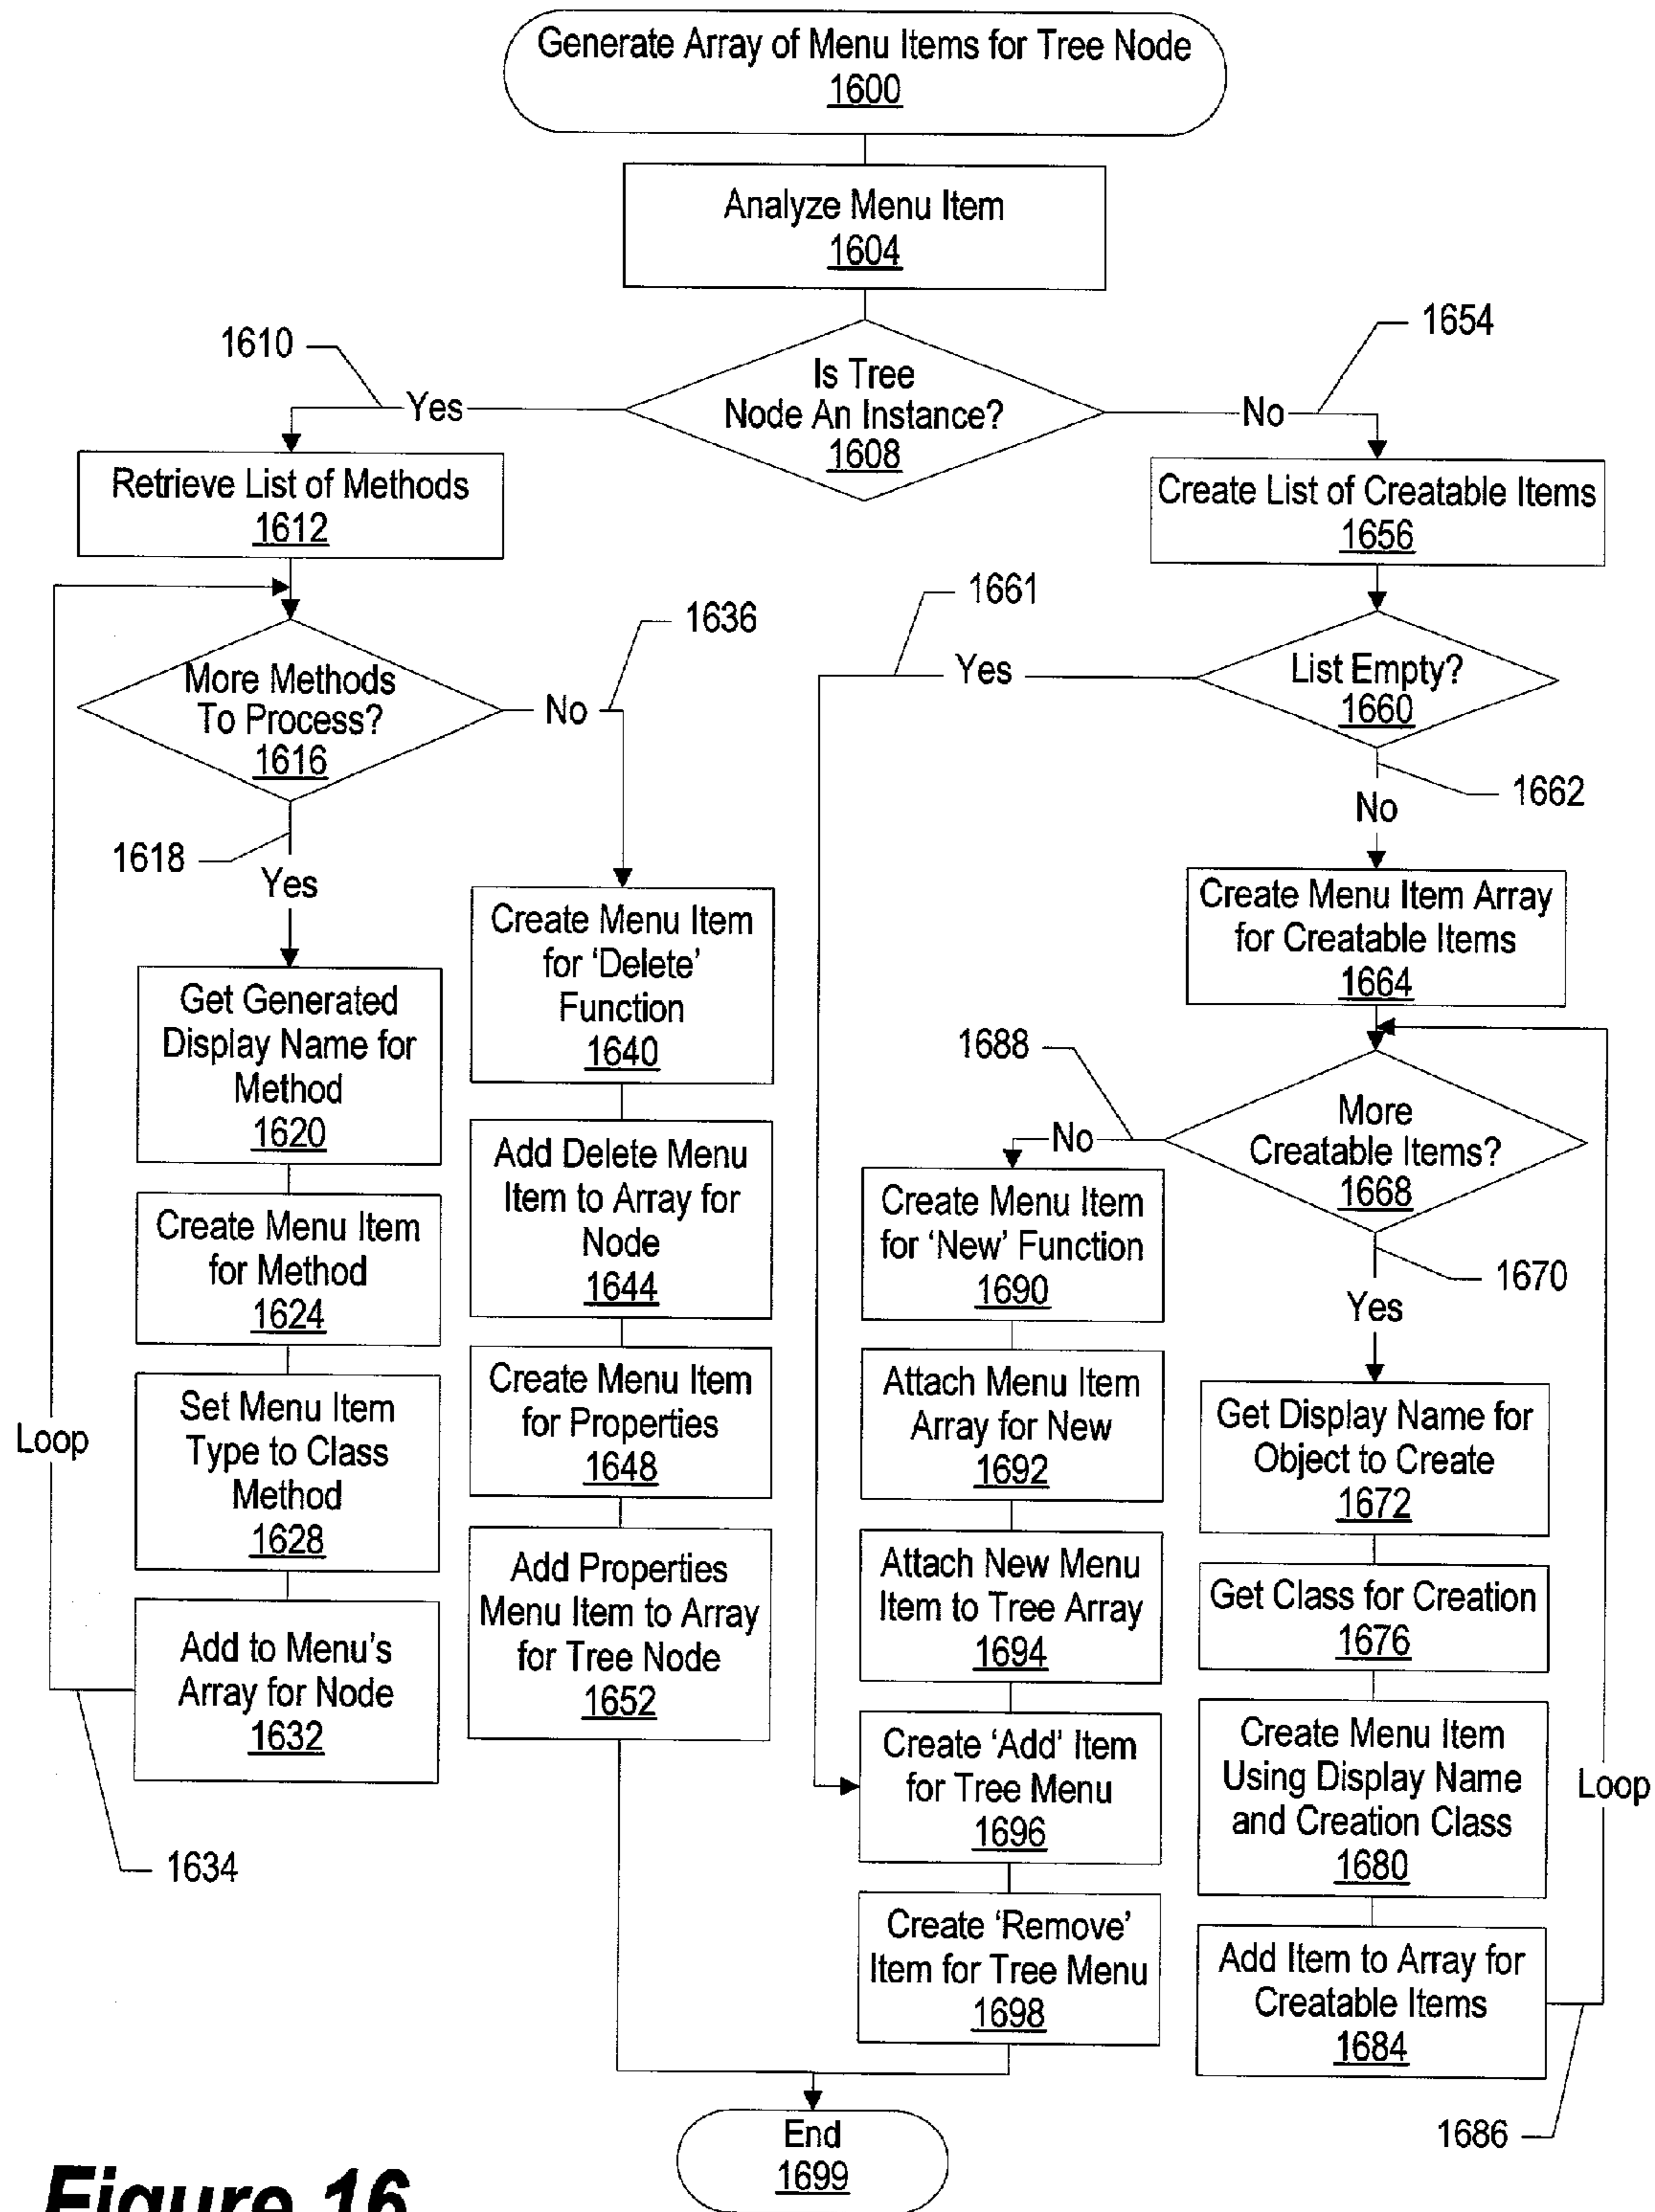 Generate Array of Menu Items for Tree Node
1600
Analyze Menu Item
1604
Is Tree
Node An Instance?
1608
1610
Yes
1654
No
Retrieve List of Methods
1612
Create List of Creatable Items
1656
1661
Yes
List Empty?
1660
1662
No
1636
No
More Methods
To Process?
1616
1618
Yes
Get Generated
Display Name for
Method
1620
Create Menu Item
for Method
1624
Set Menu Item
Type to Class
Method
1628
Add to Menu's
Array for Node
1632
Loop
1634
Create Menu Item
for ‘Delete’
Function
1640
Add Delete Menu
Item to Array for
Node
1644
Create Menu Item
for Properties
1648
Add Properties
Menu Item to Array
for Tree Node
1652
Create Menu Item Array
for Creatable Items
1664
1688
No
More
Creatable Items?
1668
1670
Yes
Create Menu Item
for ‘New’ Function
1690
Attach Menu Item
Array for New
1692
Attach New Menu
Item to Tree Array
1694
Create ‘Add’ Item
for Tree Menu
1696
Create ‘Remove’
Item for Tree Menu
1698
Get Display Name for
Object to Create
1672
Get Class for Creation
1676
Create Menu Item
Using Display Name
and Creation Class
1680
Add Item to Array for
Creatable Items
1684
Loop
1686
End
1699
Figure 16